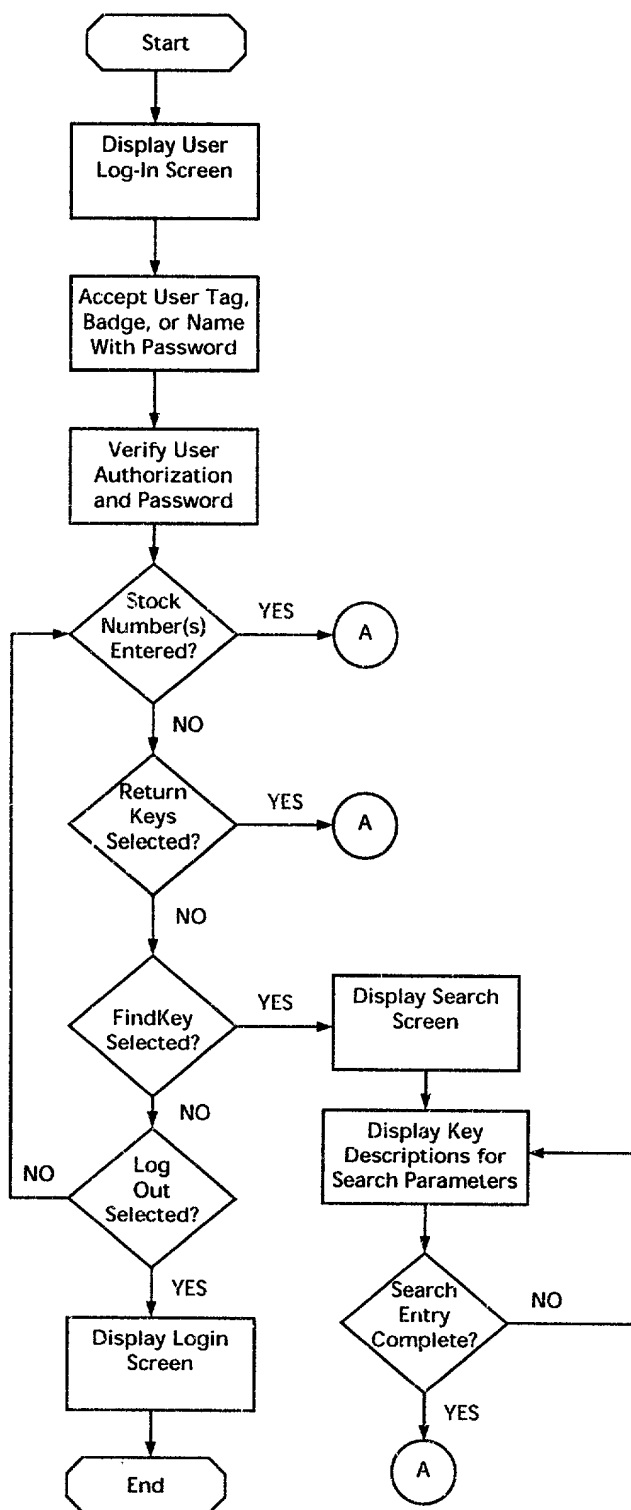 Start
Display User
Log-In Screen
Accept User Tag,
Badge, or Name
With Password
Verify User
Authorization
and Password
Stock
Number(s)
Entered?
YES
A
NO
Return
Keys
Selected?
YES
A
NO
FindKey
Selected?
YES
Display Search
Screen
NO
Display Key
Descriptions for
Search Parameters
Log
Out
Selected?
NO
YES
Search
Entry
Complete?
NO
Display Login
Screen
YES
End
A